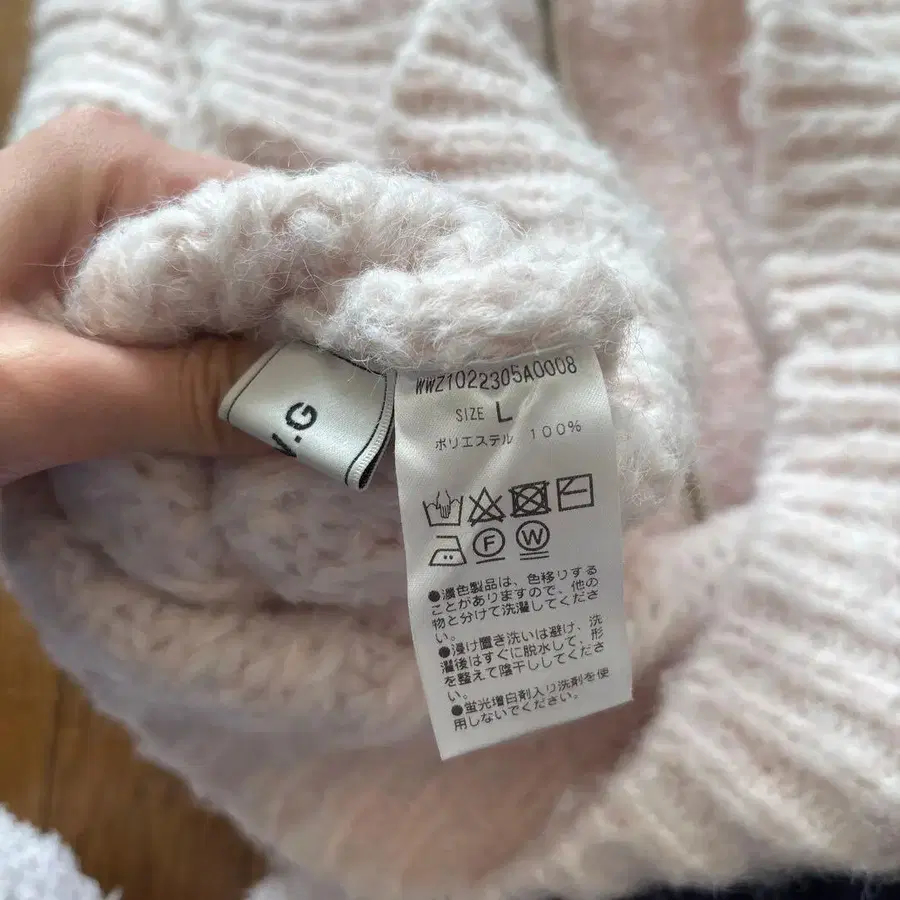 W.G
WWZ1022305A0008
SIZE L
ポリエステル 100%
F W
●濃色製品は、色移りする
ことがありますので、他の
物と分けて洗濯してくださ
い。
●浸け置き洗いは避け、洗
濯後はすぐに脱水して、形
を整えて陰干ししてくださ
い。
●蛍光増白剤入り洗剤を使
用しないでください。